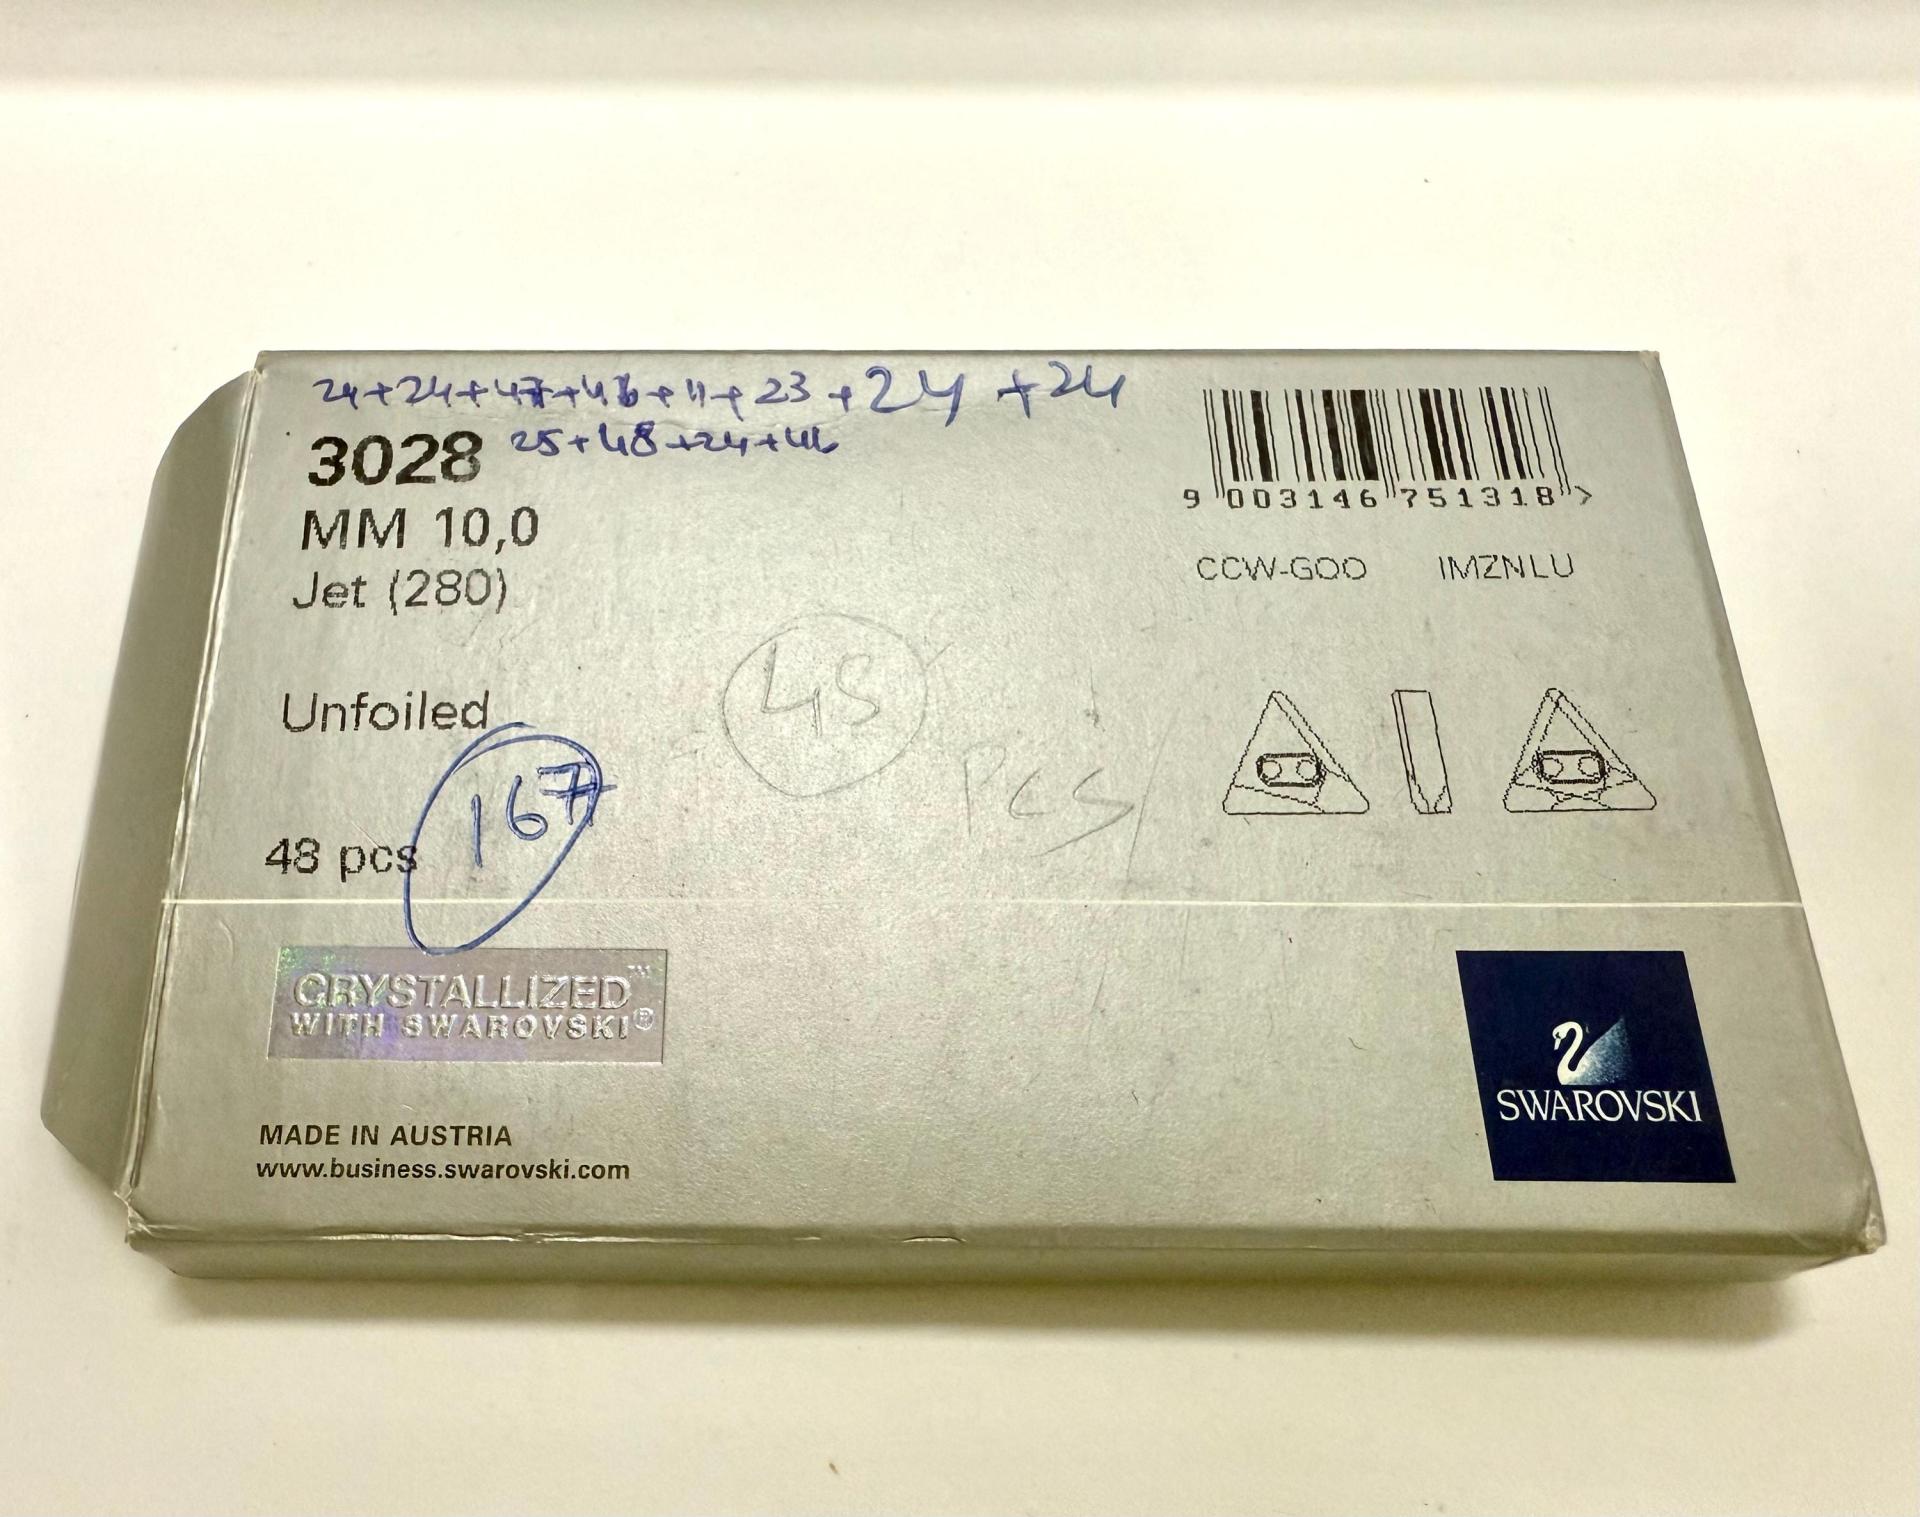 24+24+47+46+11+23+24+24
25+48+24+46
3028
MM 10,0
Jet (280)
9 003146 751318 >
CCW-GOO IMZNLU
Unfoiled
45
pcs
167
48 pcs
CRYSTALLIZED™
WITH SWAROVSKI®
MADE IN AUSTRIA
www.business.swarovski.com
SWAROVSKI